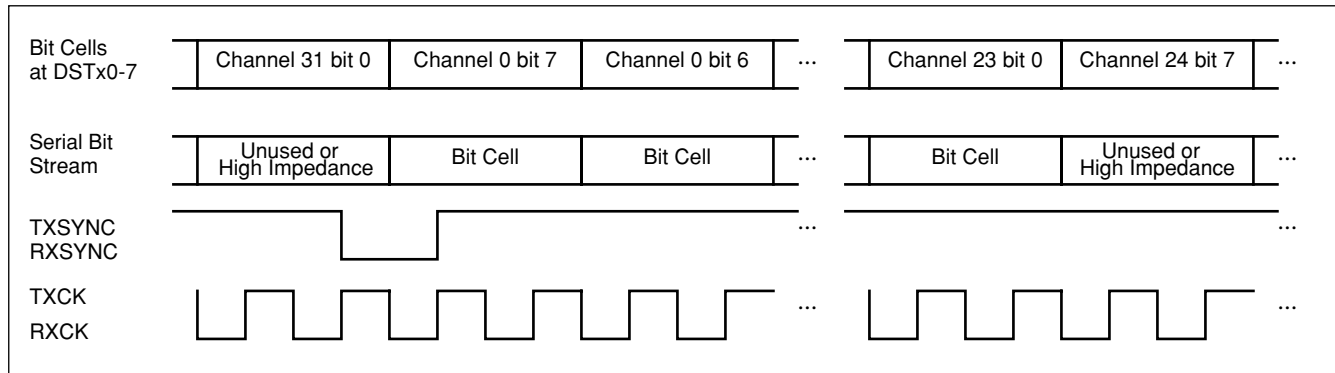 Bit Cells
at DSTx0-7
Channel 31 bit 0
Channel 0 bit 7
Channel 0 bit 6
...
Channel 23 bit 0
Channel 24 bit 7
...
Serial Bit
Stream
Unused or
High Impedance
Bit Cell
Bit Cell
...
Bit Cell
Unused or
High Impedance
...
TXSYNC
RXSYNC
...
...
TXCK
RXCK
...
...